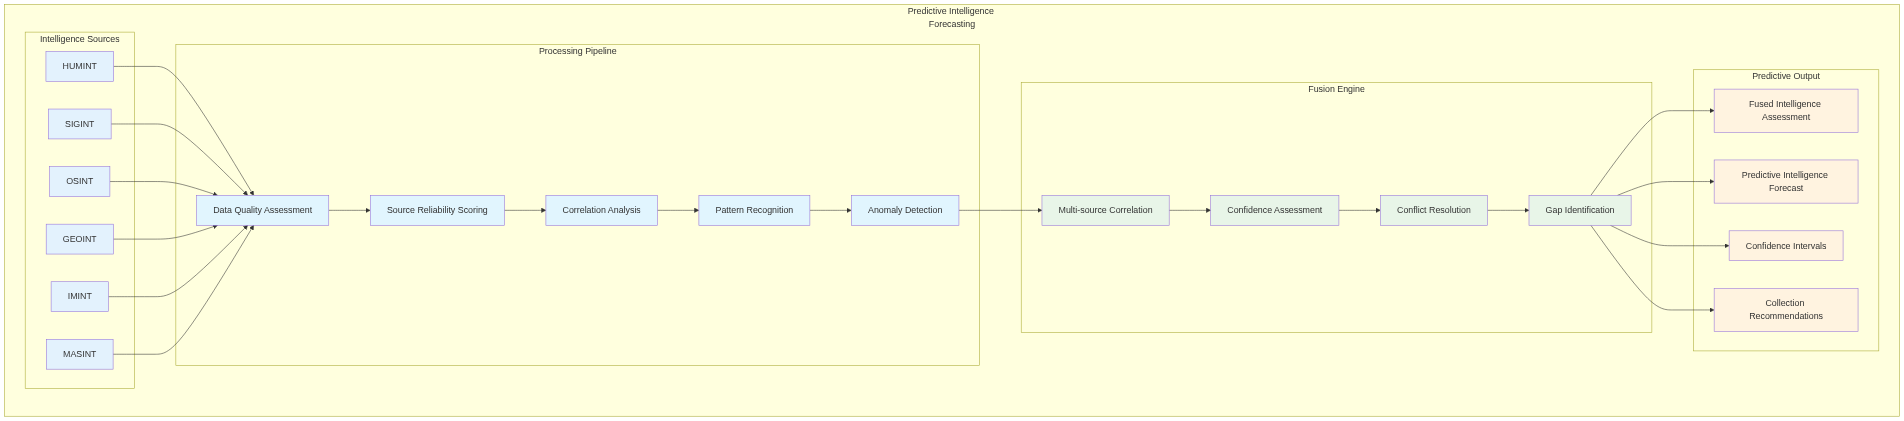 Predictive Intelligence
Forecasting
Intelligence Sources
HUMINT
SIGINT
OSINT
GEOINT
IMINT
MASINT
Processing Pipeline
Data Quality Assessment
Source Reliability Scoring
Correlation Analysis
Pattern Recognition
Anomaly Detection
Fusion Engine
Multi-source Correlation
Confidence Assessment
Conflict Resolution
Gap Identification
Predictive Output
Fused Intelligence
Assessment
Predictive Intelligence
Forecast
Confidence Intervals
Collection
Recommendations